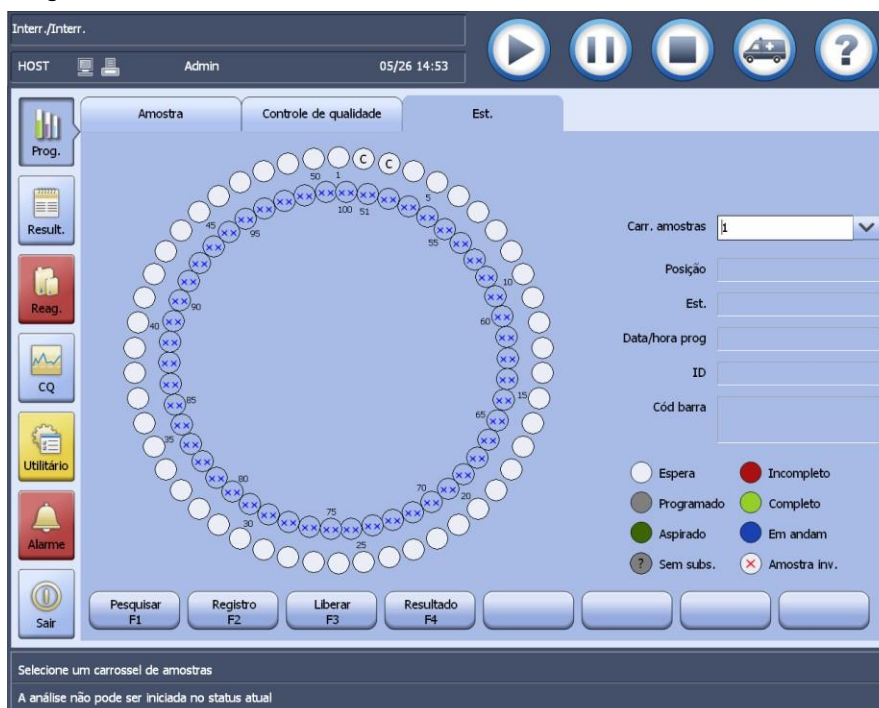 Interr./Interr.
HOST Admin 05/26 14:53
?
Amostra Controle de qualidade Est.
Prog.
Result.
Reag.
CQ
Utilitário
Alarme
Sair
C C
50 1
100 51
5
45
95
55
10
90
60
40
15
85
65
35
80
70
20
75
30
25
Carr. amostras 1
Posição
Est.
Data/hora prog
ID
Cód barra
Espera Incompleto
Programado Completo
Aspirado Em andam
? Sem subs. Amostra inv.
Pesquisar Registro Liberar Resultado
F1 F2 F3 F4
Selecione um carrossel de amostras
A análise não pode ser iniciada no status atual